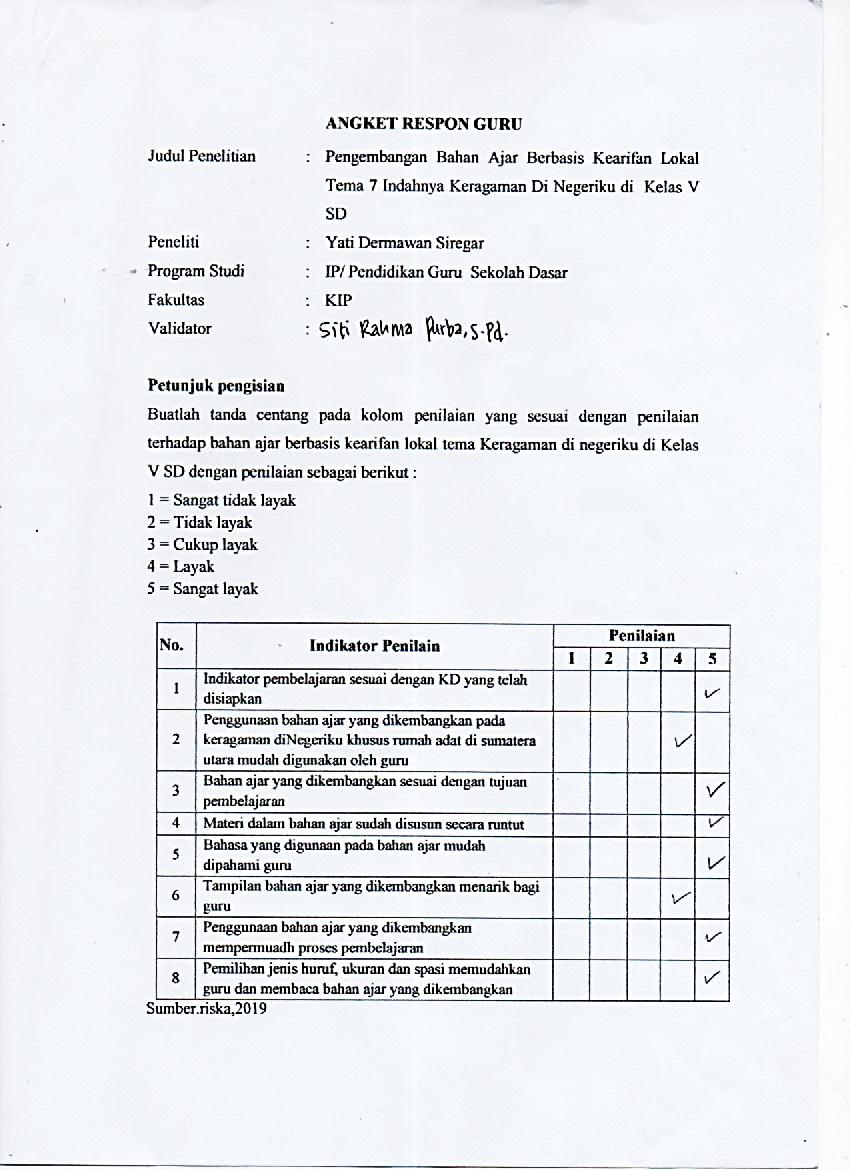 ANGKET RESPON GURU
Judul Penelitian : Pengembangan Bahan Ajar Berbasis Kearifan Lokal
Tema 7 Indahnya Keragaman Di Negeriku di Kelas V
SD
Peneliti : Yati Dermawan Siregar
Program Studi : IP/ Pendidikan Guru Sekolah Dasar
Fakultas : KIP
Validator : Siti Rahma Purba, S.Pd.
Petunjuk pengisian
Buatlah tanda centang pada kolom penilaian yang sesuai dengan penilaian
terhadap bahan ajar berbasis kearifan lokal tema Keragaman di negeriku di Kelas
V SD dengan penilaian sebagai berikut :
1 = Sangat tidak layak
2 = Tidak layak
3 = Cukup layak
4 = Layak
5 = Sangat layak
No. Indikator Penilain Penilaian
1 2 3 4 5
1 Indikator pembelajaran sesuai dengan KD yang telah
disiapkan ✓
2 Penggunaan bahan ajar yang dikembangkan pada
keragaman diNegeriku khusus rumah adat di sumatera ✓
utara mudah digunakan oleh guru
3 Bahan ajar yang dikembangkan sesuai dengan tujuan
pembelajaran ✓
4 Materi dalam bahan ajar sudah disusun secara runtut ✓
5 Bahasa yang digunaan pada bahan ajar mudah
dipahami guru ✓
6 Tampilan bahan ajar yang dikembangkan menarik bagi
guru ✓
7 Penggunaan bahan ajar yang dikembangkan
mempermuadh proses pembelajaran ✓
8 Pemilihan jenis huruf, ukuran dan spasi memudahkan
guru dan membaca bahan ajar yang dikembangkan ✓
Sumber.riska,2019